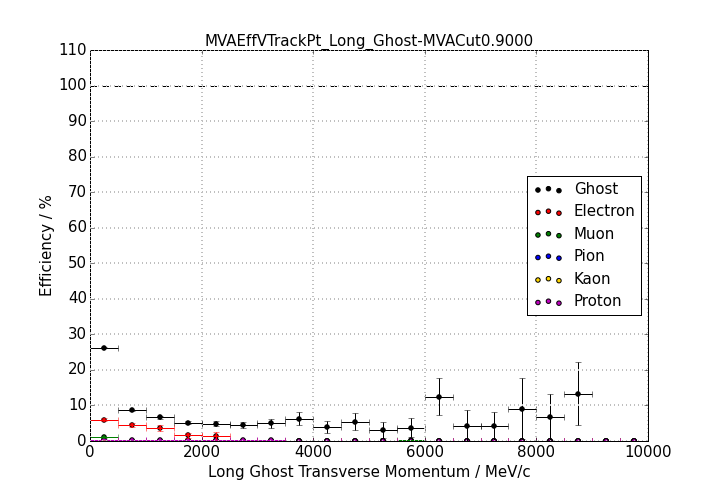 MVAEffVTrackPt_Long_Ghost-MVACut0.9000
110
100
90
80
70
60
50
40
30
20
10
0
Efficiency / %
Ghost
Electron
Muon
Pion
Kaon
Proton
0 2000 4000 6000 8000 10000
Long Ghost Transverse Momentum / MeV/c